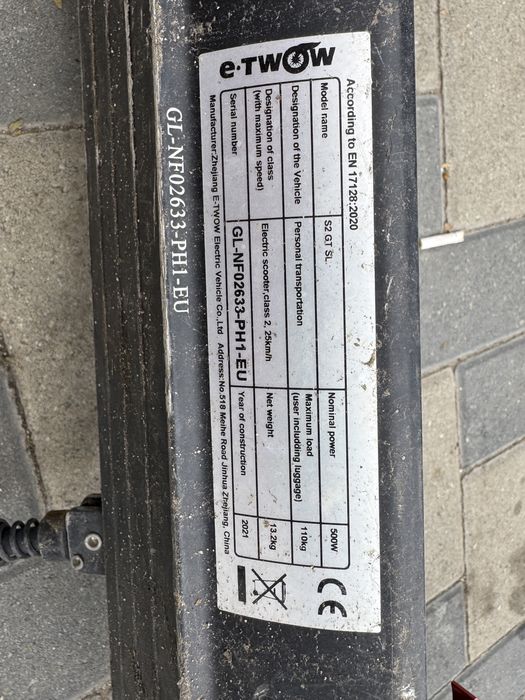 e·TWOW
According to EN 17128:2020
Model name S2 GT SL Nominal power 500W
Designation of the Vehicle Personal transportation Maximum load (user includding luggage) 110kg
Designation of class (with maximum speed) Electric scooter,class 2, 25km/h Net weight 13.2kg
Serial number GL-NF02633-PH1-EU Year of construction 2021
Manufacturer:Zhejiang E-TWOW Electric Vehicle Co.,Ltd Address:No.518 Meihe Road Jinhua Zhejiang, China
CE
GL-NF02633-PH1-EU